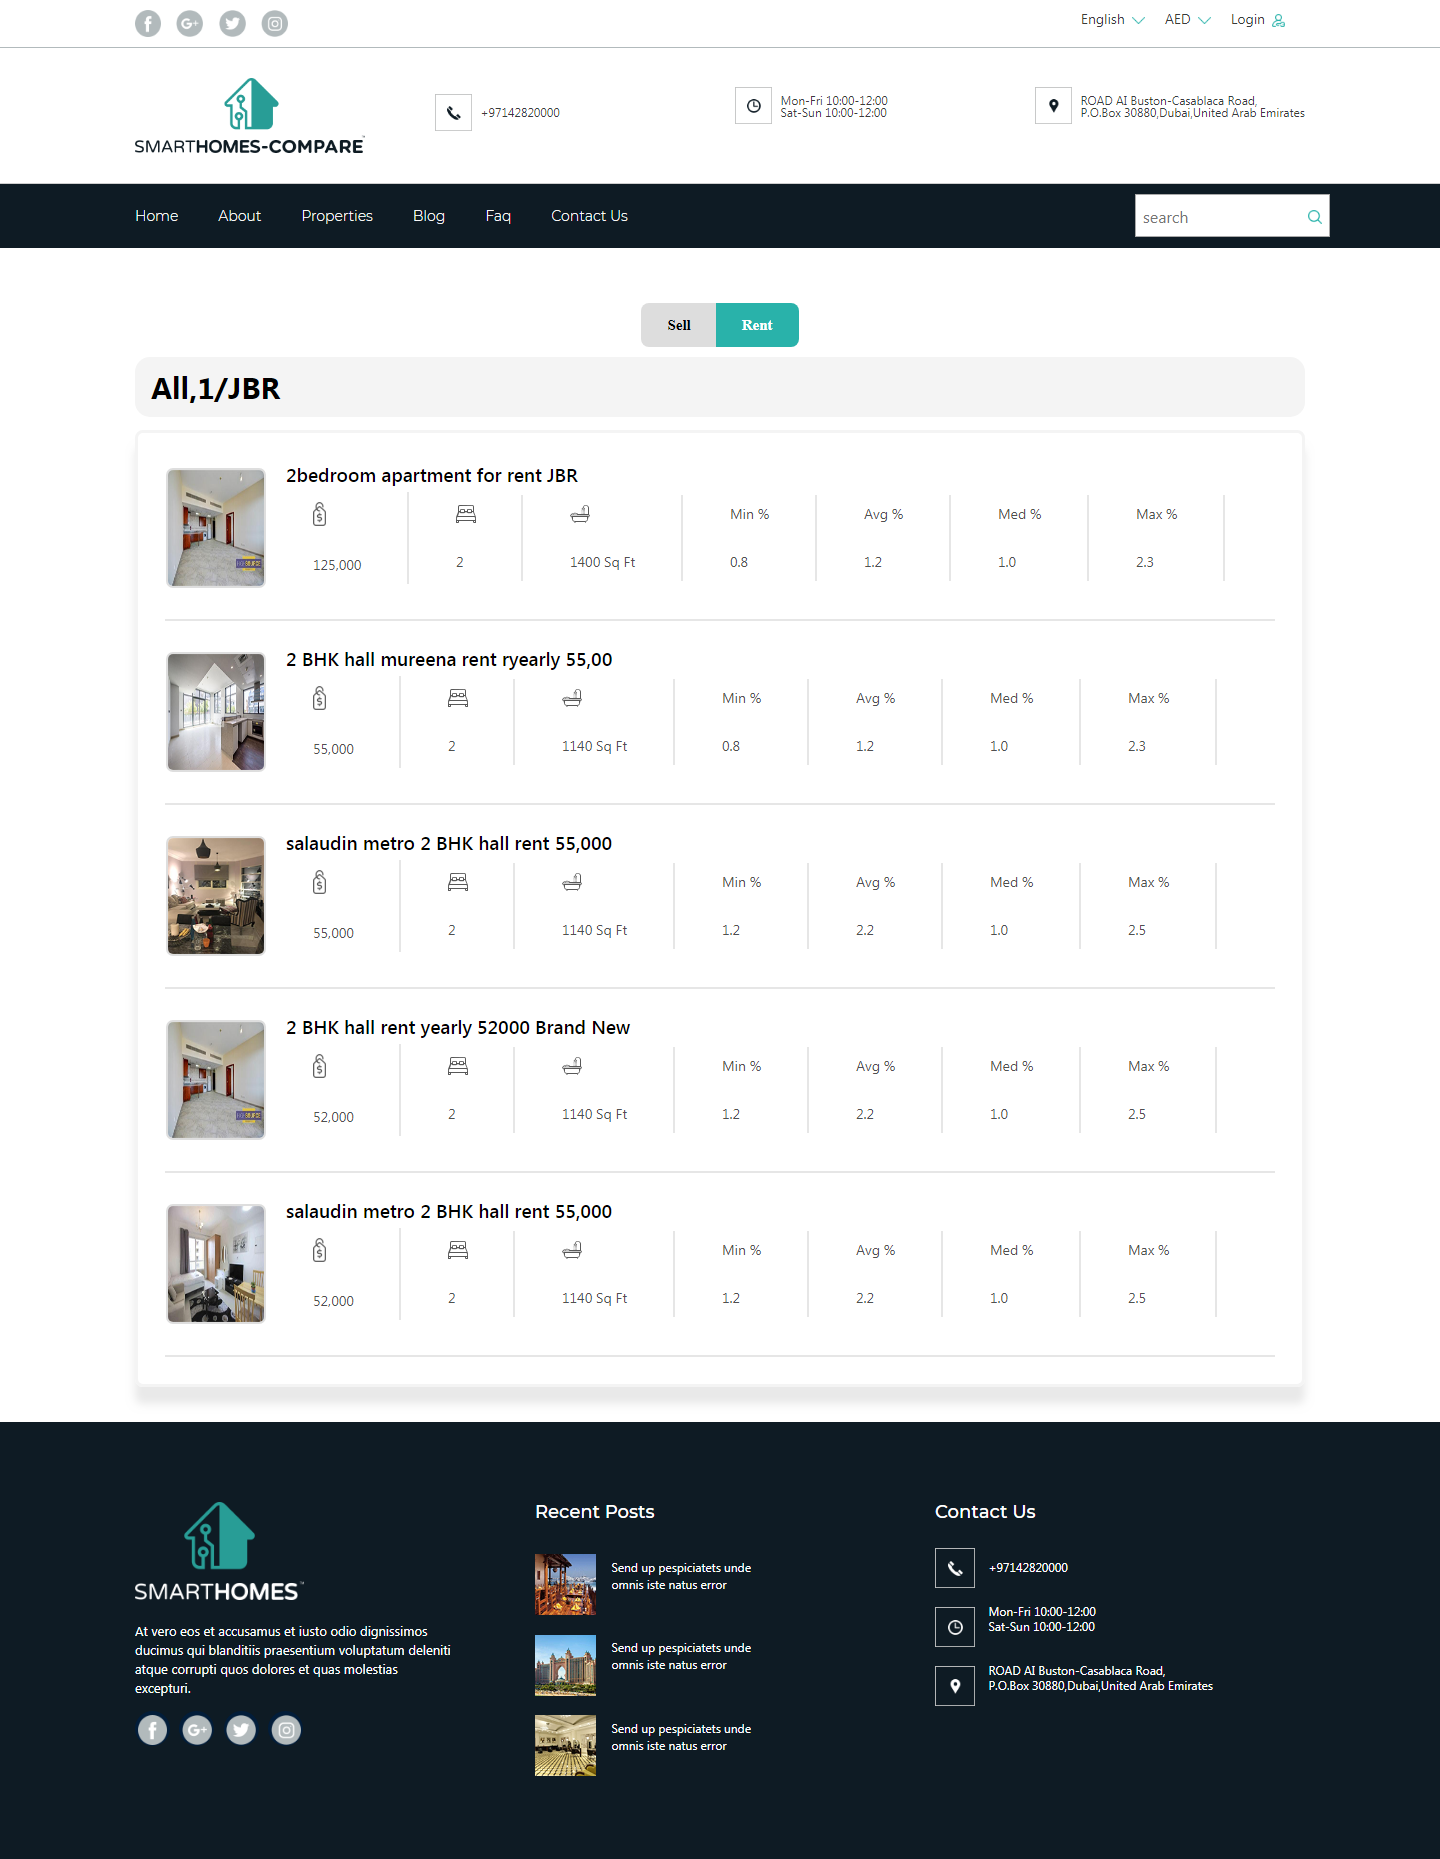 English
AED
Login
+97142820000
Mon-Fri 10:00-12:00
Sat-Sun 10:00-12:00
ROAD AI Buston-Casablaca Road,
P.O.Box 30880,Dubai,United Arab Emirates
SMARTHOMES-COMPARE
Home
About
Properties
Blog
Faq
Contact Us
search
Sell
Rent
All,1/JBR
2bedroom apartment for rent JBR
Min %
Avg %
Med %
Max %
125,000
2
1400 Sq Ft
0.8
1.2
1.0
2.3
2 BHK hall mureena rent ryearly 55,00
Min %
Avg %
Med %
Max %
55,000
2
1140 Sq Ft
0.8
1.2
1.0
2.3
salaudin metro 2 BHK hall rent 55,000
Min %
Avg %
Med %
Max %
55,000
2
1140 Sq Ft
1.2
2.2
1.0
2.5
2 BHK hall rent yearly 52000 Brand New
Min %
Avg %
Med %
Max %
52,000
2
1140 Sq Ft
1.2
2.2
1.0
2.5
salaudin metro 2 BHK hall rent 55,000
Min %
Avg %
Med %
Max %
52,000
2
1140 Sq Ft
1.2
2.2
1.0
2.5
SMARTHOMES
At vero eos et accusamus et iusto odio dignissimos
ducimus qui blanditiis praesentium voluptatum deleniti
atque corrupti quos dolores et quas molestias
excepturi.
Recent Posts
Send up pespiciatets unde
omnis iste natus error
Send up pespiciatets unde
omnis iste natus error
Send up pespiciatets unde
omnis iste natus error
Contact Us
+97142820000
Mon-Fri 10:00-12:00
Sat-Sun 10:00-12:00
ROAD AI Buston-Casablaca Road,
P.O.Box 30880,Dubai,United Arab Emirates